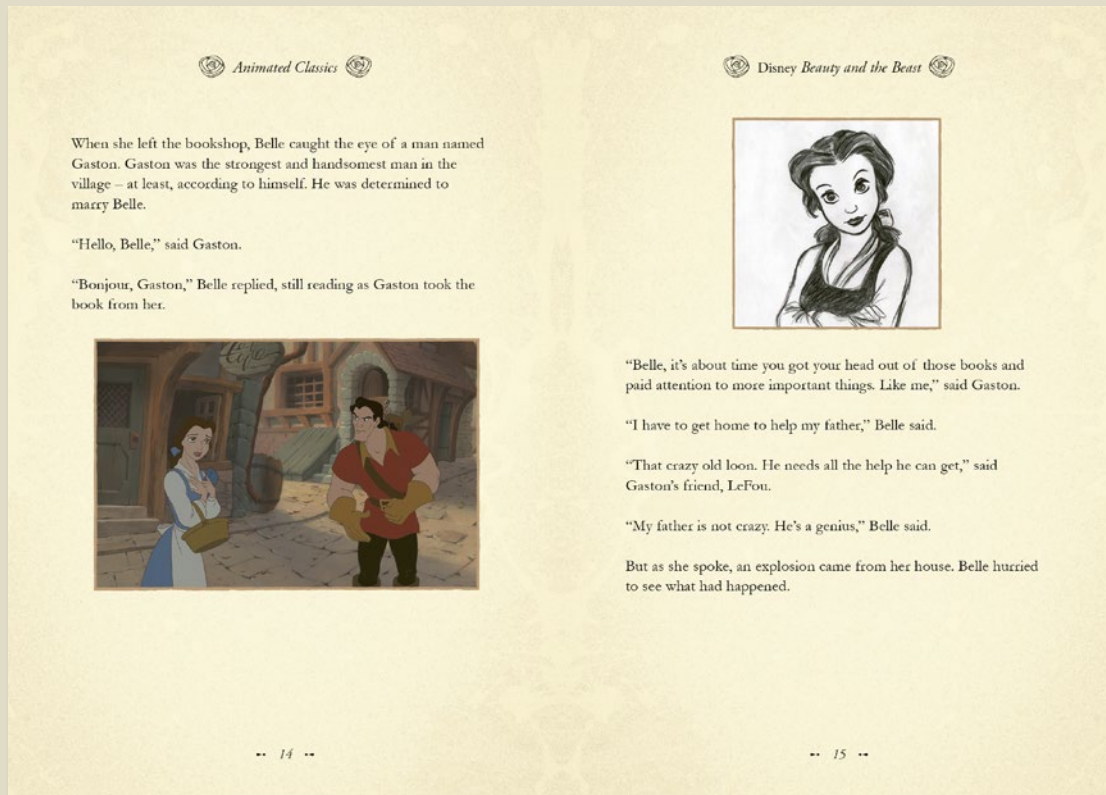 Animated Classics
When she left the bookshop, Belle caught the eye of a man named
Gaston. Gaston was the strongest and handsomest man in the
village – at least, according to himself. He was determined to
marry Belle.
“Hello, Belle,” said Gaston.
“Bonjour, Gaston,” Belle replied, still reading as Gaston took the
book from her.
14
Disney Beauty and the Beast
“Belle, it’s about time you got your head out of those books and
paid attention to more important things. Like me,” said Gaston.
“I have to get home to help my father,” Belle said.
“That crazy old loon. He needs all the help he can get,” said
Gaston’s friend, LeFou.
“My father is not crazy. He’s a genius,” Belle said.
But as she spoke, an explosion came from her house. Belle hurried
to see what had happened.
15